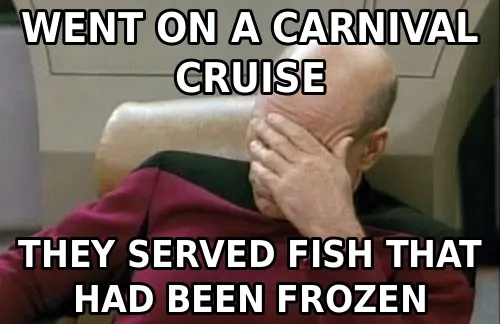 WENT ON A CARNIVAL
CRUISE
THEY SERVED FISH THAT
HAD BEEN FROZEN